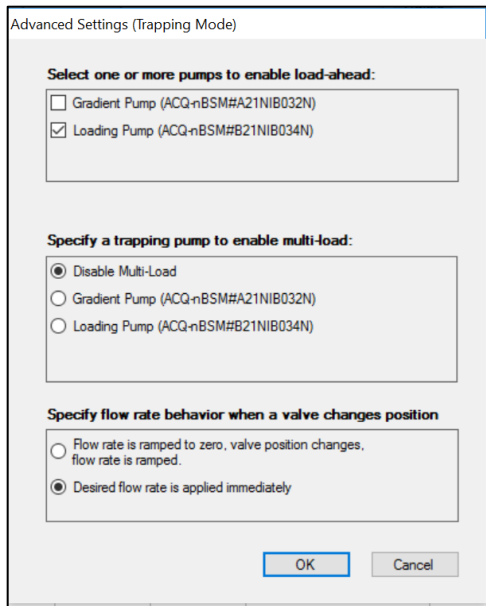 Advanced Settings (Trapping Mode)
Select one or more pumps to enable load-ahead:
Gradient Pump (ACQ-nBSM#A21NIB032N)
Loading Pump (ACQ-nBSM#B21NIB034N)
Specify a trapping pump to enable multi-load:
Disable Multi-Load
Gradient Pump (ACQ-nBSM#A21NIB032N)
Loading Pump (ACQ-nBSM#B21NIB034N)
Specify flow rate behavior when a valve changes position
Flow rate is ramped to zero, valve position changes,
flow rate is ramped.
Desired flow rate is applied immediately
OK
Cancel